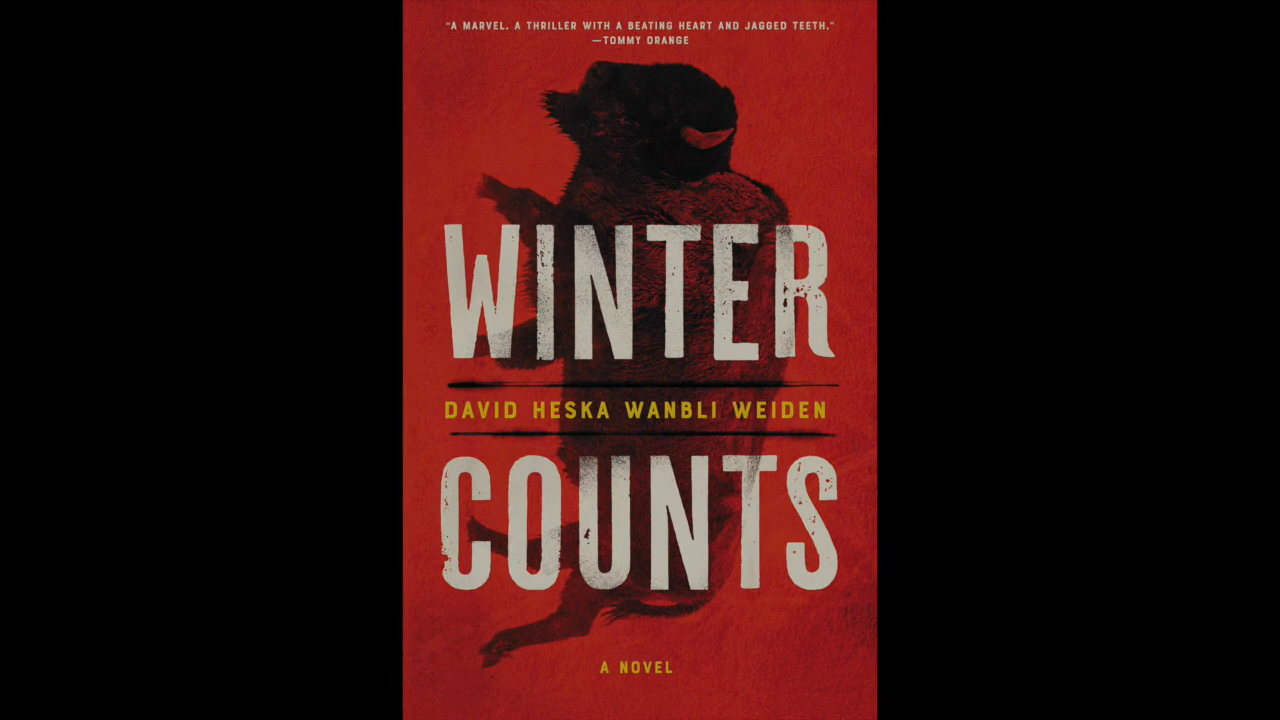 "A MARVEL. A THRILLER WITH A BEATING HEART AND JAGGED TEETH."
—TOMMY ORANGE
WINTER
DAVID HESKA WANBLI WEIDEN
COUNTS
A NOVEL